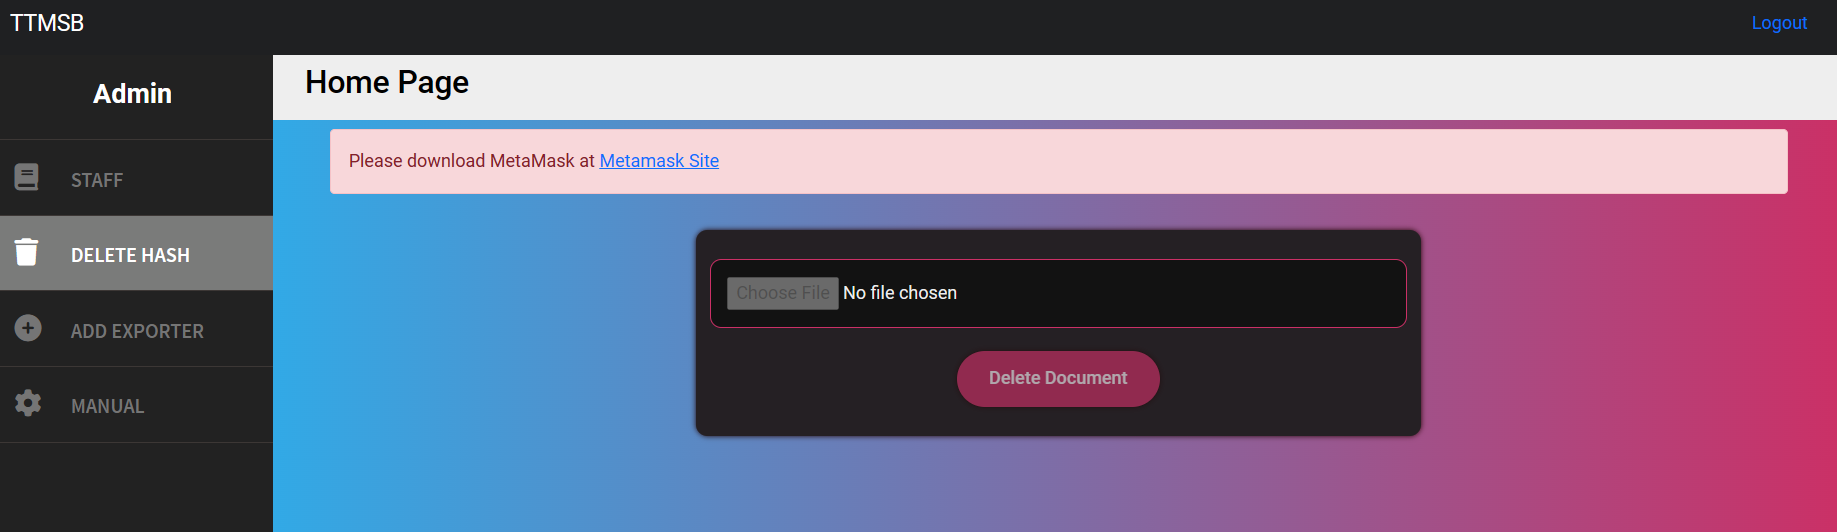 TTMSB
Logout
Admin
STAFF
DELETE HASH
ADD EXPORTER
MANUAL
Home Page
Please download MetaMask at Metamask Site
Choose File No file chosen
Delete Document